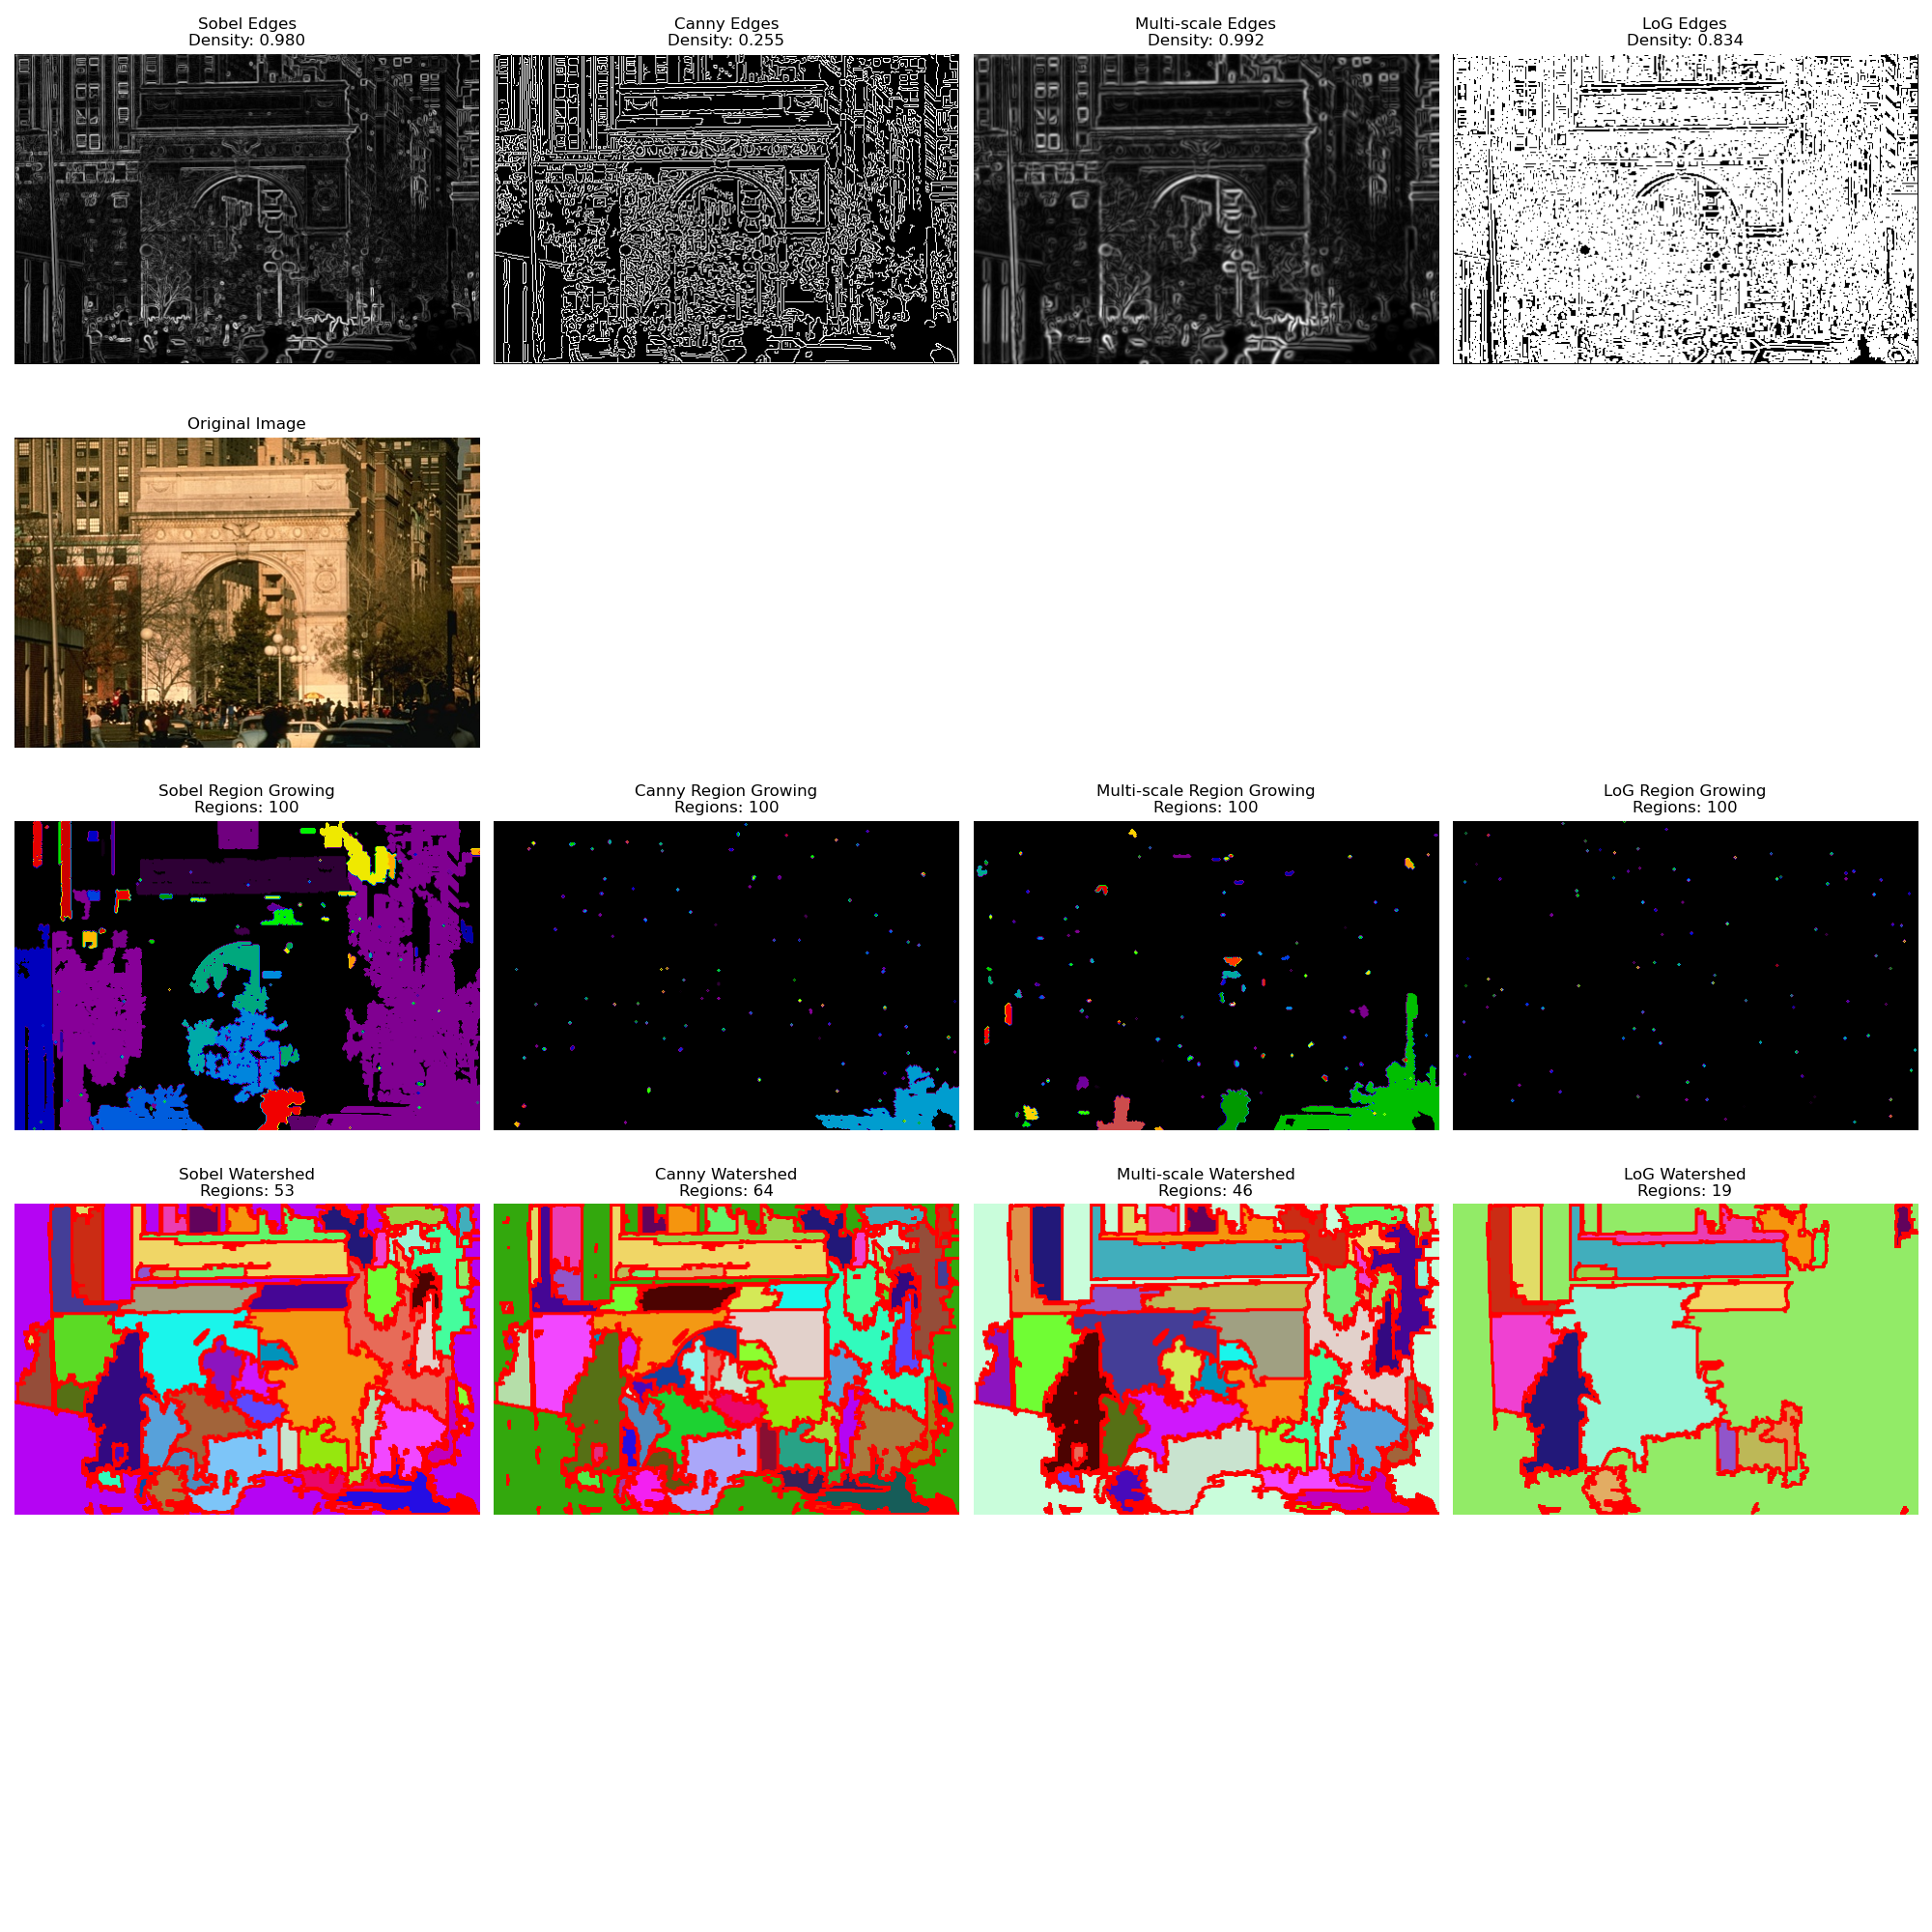 Sobel Edges
Density: 0.980
Canny Edges
Density: 0.255
Multi-scale Edges
Density: 0.992
LoG Edges
Density: 0.834
Original Image
Sobel Region Growing
Regions: 100
Canny Region Growing
Regions: 100
Multi-scale Region Growing
Regions: 100
LoG Region Growing
Regions: 100
Sobel Watershed
Regions: 53
Canny Watershed
Regions: 64
Multi-scale Watershed
Regions: 46
LoG Watershed
Regions: 19